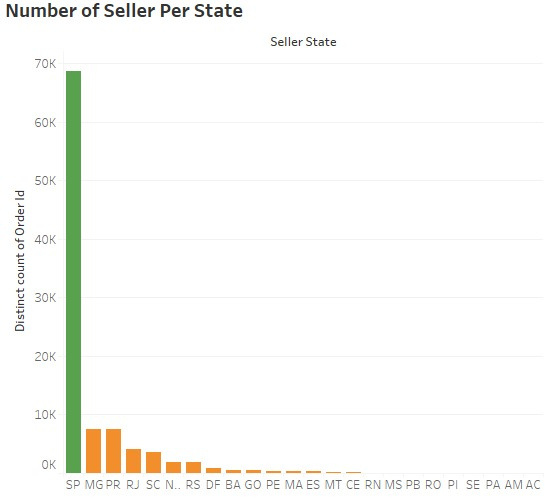 Number of Seller Per State
Seller State
Distinct count of Order Id
70K
60K
50K
40K
30K
20K
10K
0K
SP MG PR RJ SC N.. RS DF BA GO PE MA ES MT CE RN MS PB RO PI SE PA AM AC